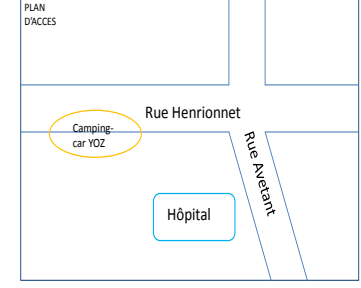 PLAN
D'ACCES
Rue Henrionnet
Camping-
car YOZ
Rue Avetant
Hôpital